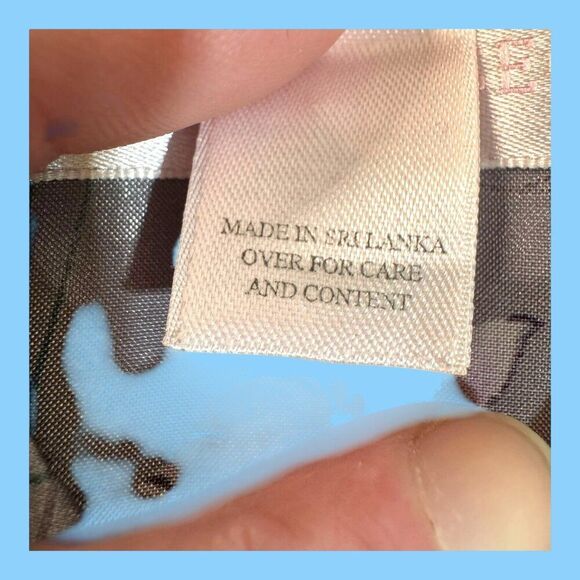 E
MADE IN SRI LANKA
OVER FOR CARE
AND CONTENT